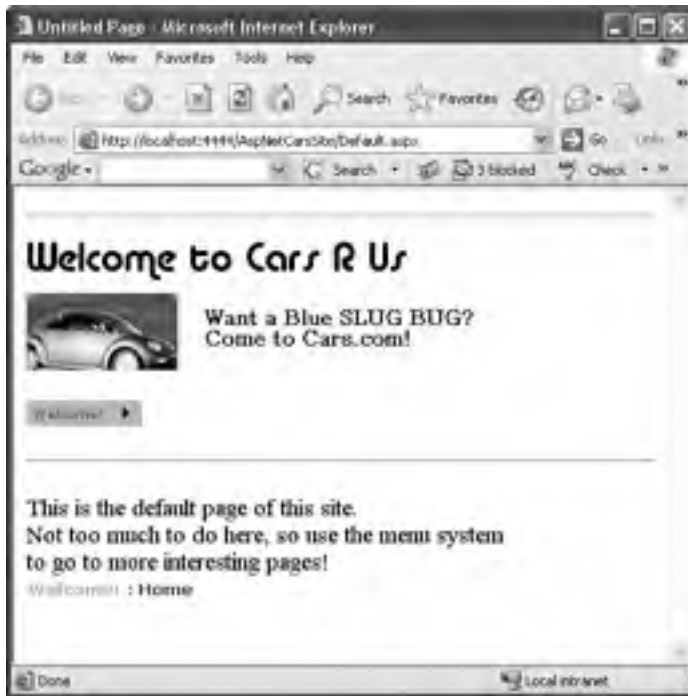 Untitled Page - Microsoft Internet Explorer
File Edit View Favorites Tools Help
Search Favorites
Address http://localhost:4444/AspNetCarsSite/Default.aspx Go Links
Google Search 3 blocked Check
Welcome to Cars R Us
Want a Blue SLUG BUG?
Come to Cars.com!
Welcome!
This is the default page of this site.
Not too much to do here, so use the menu system
to go to more interesting pages!
Welcome!! : Home
Done Local intranet